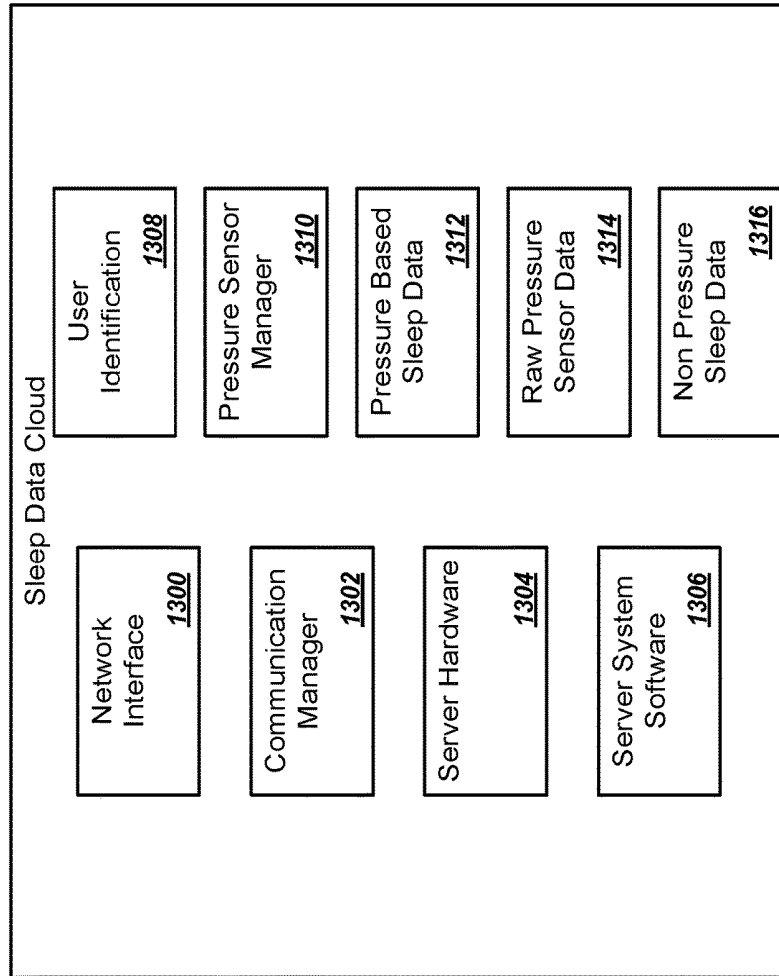 Sleep Data Cloud
Network
Interface
1300
Communication
Manager
1302
Server Hardware
1304
Server System
Software
1306
User
Identification
1308
Pressure Sensor
Manager
1310
Pressure Based
Sleep Data
1312
Raw Pressure
Sensor Data
1314
Non Pressure
Sleep Data
1316